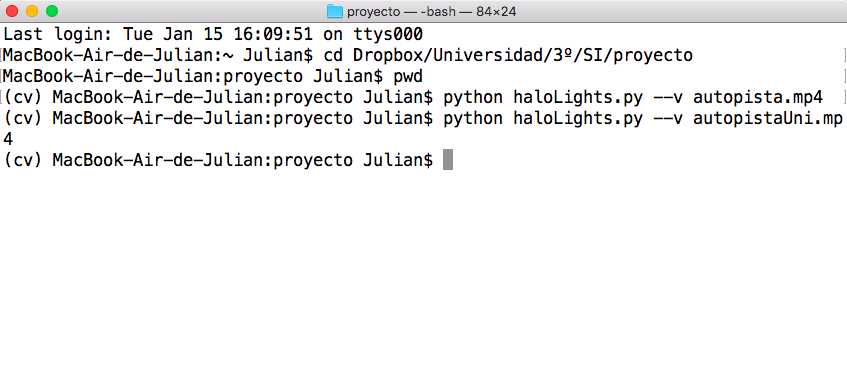 proyecto — -bash — 84×24
Last login: Tue Jan 15 16:09:51 on ttys000
[MacBook-Air-de-Julian:~ Julian$ cd Dropbox/Universidad/3º/SI/proyecto ]
[MacBook-Air-de-Julian:proyecto Julian$ pwd ]
[(cv) MacBook-Air-de-Julian:proyecto Julian$ python haloLights.py --v autopista.mp4 ]
(cv) MacBook-Air-de-Julian:proyecto Julian$ python haloLights.py --v autopistaUni.mp
4
(cv) MacBook-Air-de-Julian:proyecto Julian$